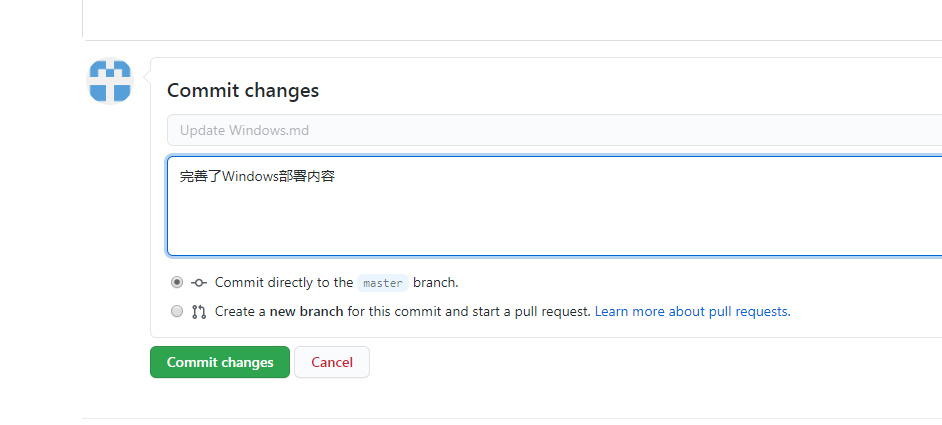 Commit changes
Update Windows.md
完善了Windows部署内容
Commit directly to the master branch.
Create a new branch for this commit and start a pull request. Learn more about pull requests.
Commit changes Cancel